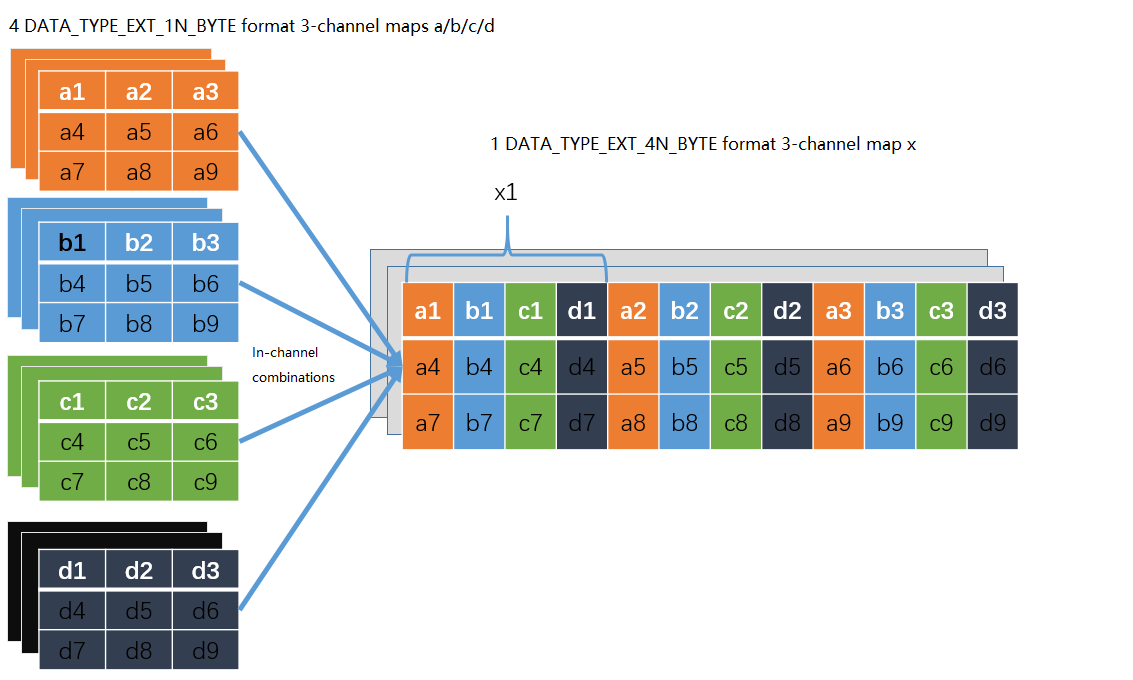 4 DATA_TYPE_EXT_1N_BYTE format 3-channel maps a/b/c/d
a1 a2 a3
a4 a5 a6
a7 a8 a9
b1 b2 b3
b4 b5 b6
b7 b8 b9
c1 c2 c3
c4 c5 c6
c7 c8 c9
d1 d2 d3
d4 d5 d6
d7 d8 d9
In-channel
combinations
1 DATA_TYPE_EXT_4N_BYTE format 3-channel map x
x1
a1 b1 c1 d1 a2 b2 c2 d2 a3 b3 c3 d3
a4 b4 c4 d4 a5 b5 c5 d5 a6 b6 c6 d6
a7 b7 c7 d7 a8 b8 c8 d8 a9 b9 c9 d9